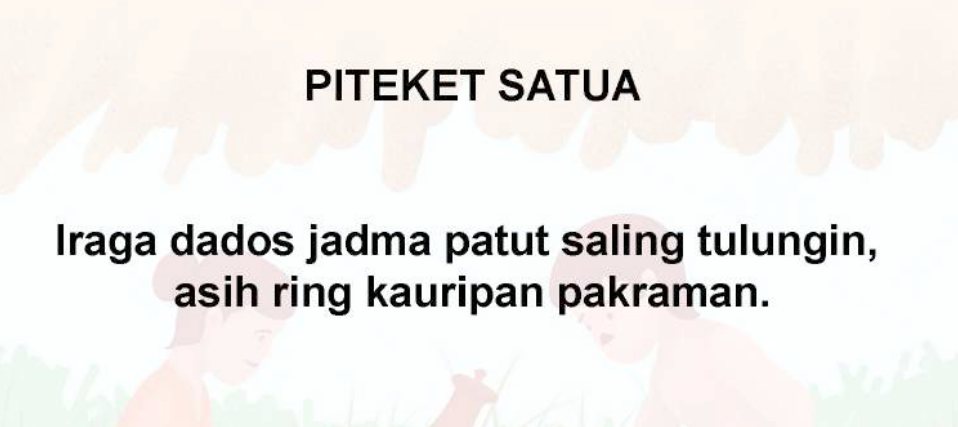 PITEKET SATUA
Iraga dados jadma patut saling tulungin,
asih ring kauripan pakraman.